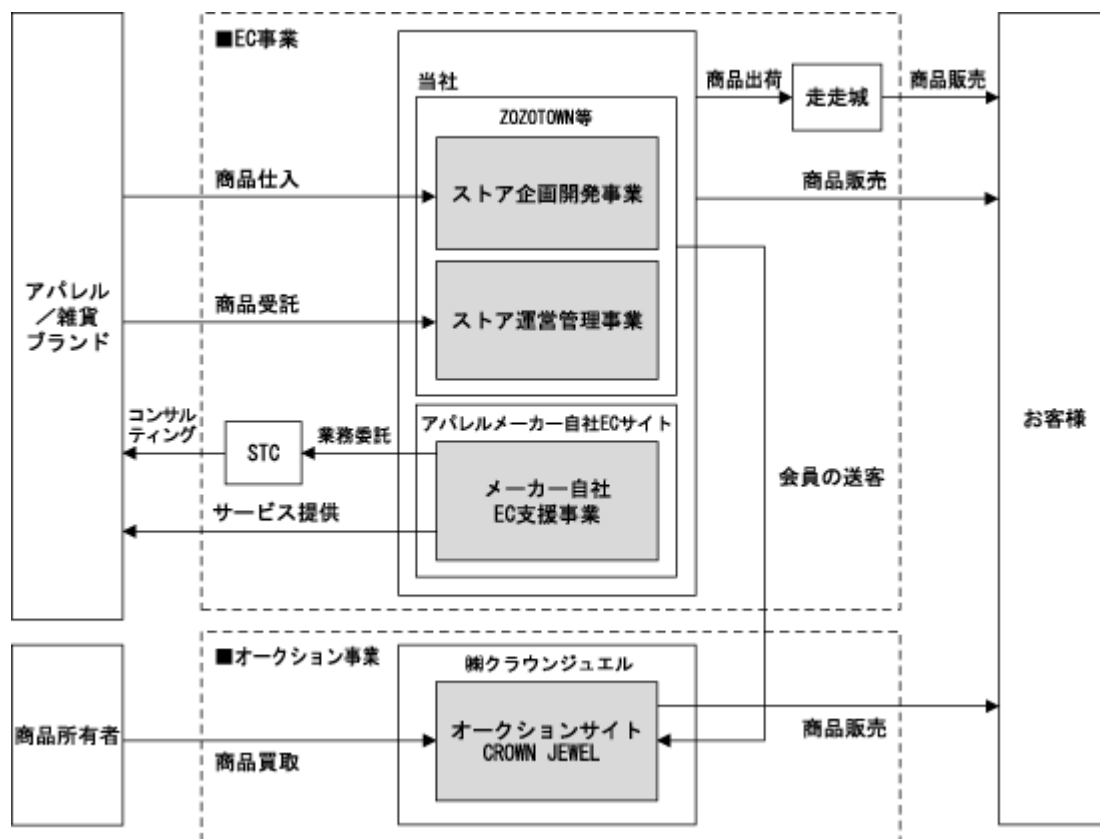 ■EC事業
当社
ZOZOTOWN等
商品出荷
走走城
商品販売
商品仕入
ストア企画開発事業
商品販売
アパレル
／雑貨
ブランド
商品受託
ストア運営管理事業
お客様
コンサル
ティング
STC
業務委託
アパレルメーカー自社ECサイト
メーカー自社
EC支援事業
サービス提供
会員の送客
■オークション事業
㈱クラウンジュエル
商品所有者
商品買取
オークションサイト
CROWN JEWEL
商品販売